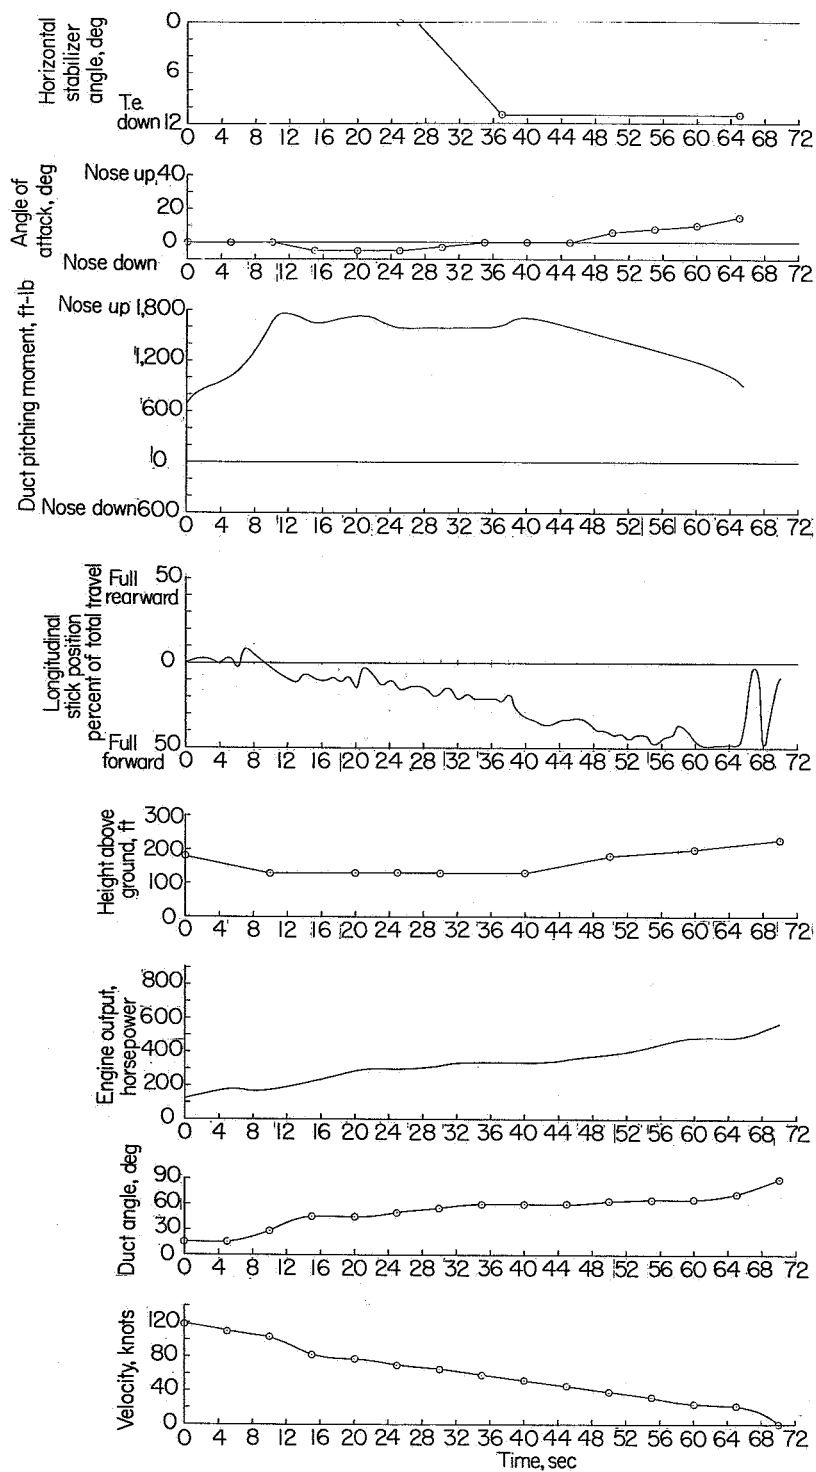 Horizontal
stabilizer
angle, deg
0
6
T.e.
down 12
0 4 8 12 16 20 24 28 32 36 40 44 48 52 56 60 64 68 72
Angle of
attack, deg
Nose up 40
20
0
Nose down
0 4 8 12 16 20 24 28 32 36 40 44 48 52 56 60 64 68 72
Duct pitching moment, ft-lb
Nose up 1,800
1,200
600
0
Nose down 600
0 4 8 12 16 20 24 28 32 36 40 44 48 52 56 60 64 68 72
Longitudinal
stick position
percent of total travel
Full 50
rearward
0
Full 50
forward
0 4 8 12 16 20 24 28 32 36 40 44 48 52 56 60 64 68 72
Height above
ground, ft
300
200
100
0
0 4 8 12 16 20 24 28 32 36 40 44 48 52 56 60 64 68 72
Engine output,
horsepower
800
600
400
200
0
0 4 8 12 16 20 24 28 32 36 40 44 48 52 56 60 64 68 72
Duct angle, deg
90
60
30
0
0 4 8 12 16 20 24 28 32 36 40 44 48 52 56 60 64 68 72
Velocity, knots
120
80
40
0
0 4 8 12 16 20 24 28 32 36 40 44 48 52 56 60 64 68 72
Time, sec